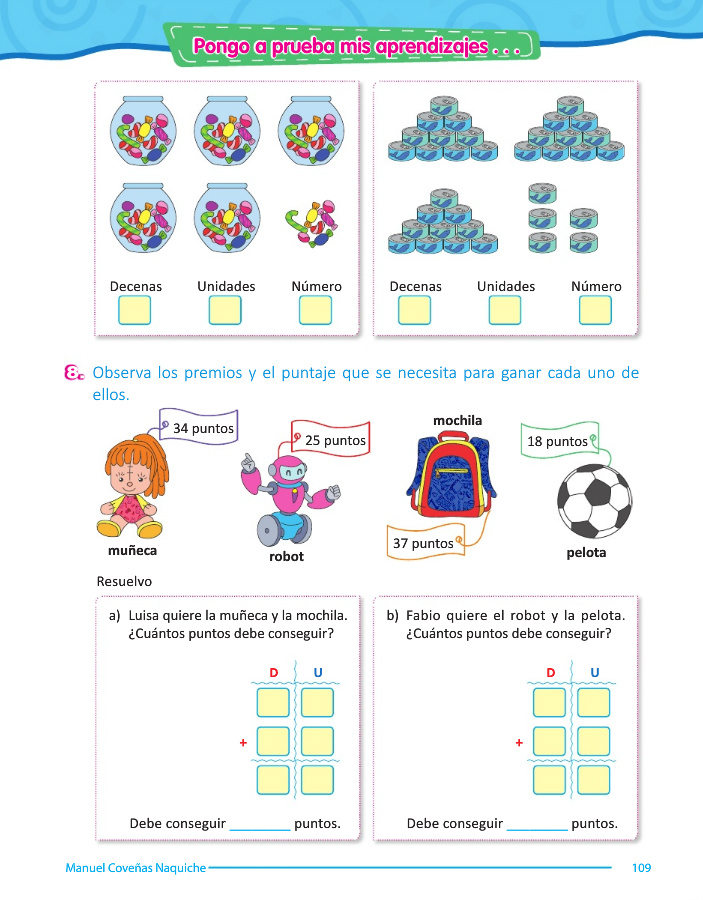 Pongo a prueba mis aprendizajes . . .
Decenas Unidades Número
Decenas Unidades Número
8. Observa los premios y el puntaje que se necesita para ganar cada uno de
ellos.
34 puntos
muñeca
25 puntos
robot
mochila
37 puntos
18 puntos
pelota
Resuelvo
a) Luisa quiere la muñeca y la mochila.
¿Cuántos puntos debe conseguir?
D U
+
Debe conseguir ________ puntos.
b) Fabio quiere el robot y la pelota.
¿Cuántos puntos debe conseguir?
D U
+
Debe conseguir ________ puntos.
Manuel Coveñas Naquiche 109